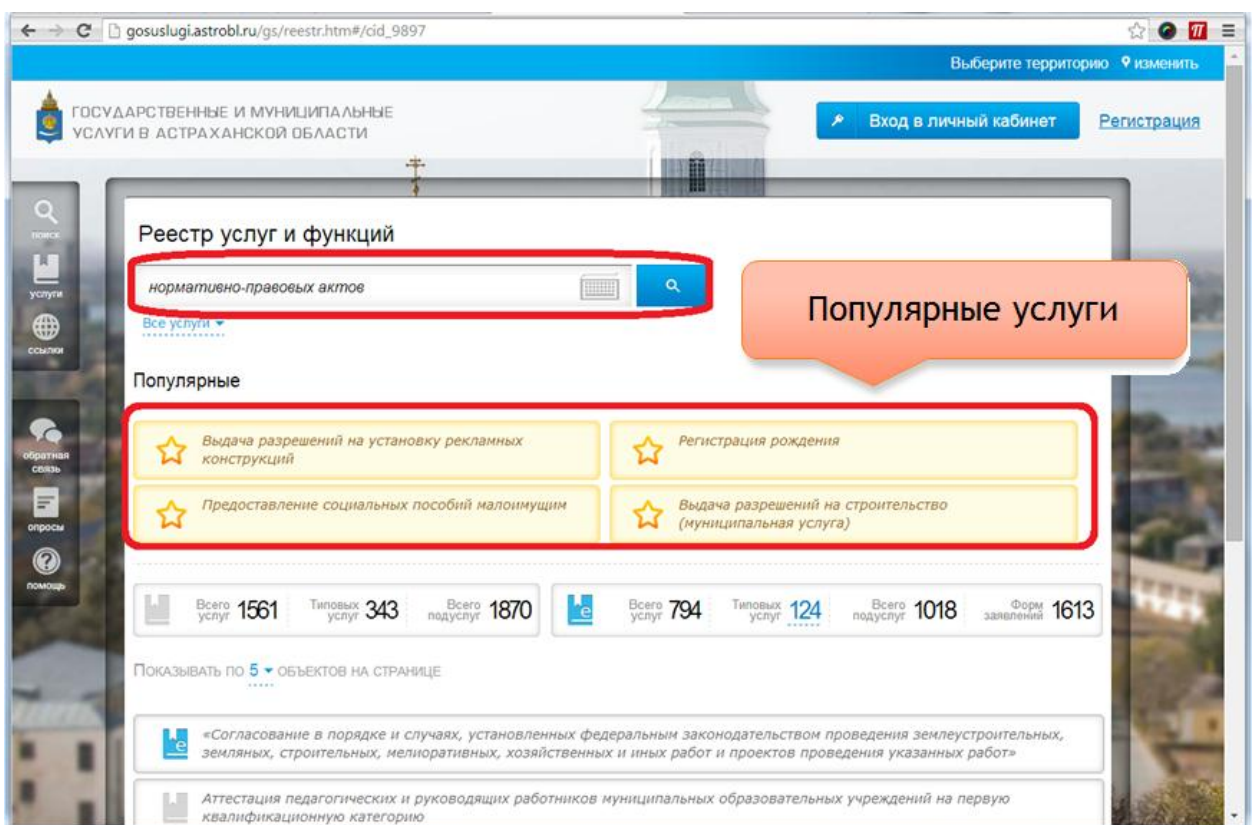 gosuslugi.astrobl.ru/gs/reestr.htm#/cid_9897
Выберите территорию изменить
ГОСУДАРСТВЕННЫЕ И МУНИЦИПАЛЬНЫЕ
УСЛУГИ В АСТРАХАНСКОЙ ОБЛАСТИ
Вход в личный кабинет
Регистрация
поиск
услуги
ссылки
обратная
связь
опросы
помощь
Реестр услуг и функций
нормативно-правовых актов
Все услуги
Популярные услуги
Популярные
Выдача разрешений на установку рекламных
конструкций
Регистрация рождения
Предоставление социальных пособий малоимущим
Выдача разрешений на строительство
(муниципальная услуга)
Всего услуг 1561 Типовых услуг 343 Всего подуслуг 1870
e Всего услуг 794 Типовых услуг 124 Всего подуслуг 1018 Форм заявлений 1613
ПОКАЗЫВАТЬ ПО 5 ОБЪЕКТОВ НА СТРАНИЦЕ
e «Согласование в порядке и случаях, установленных федеральным законодательством проведения землеустроительных,
земляных, строительных, мелиоративных, хозяйственных и иных работ и проектов проведения указанных работ»
Аттестация педагогических и руководящих работников муниципальных образовательных учреждений на первую
квалификационную категорию